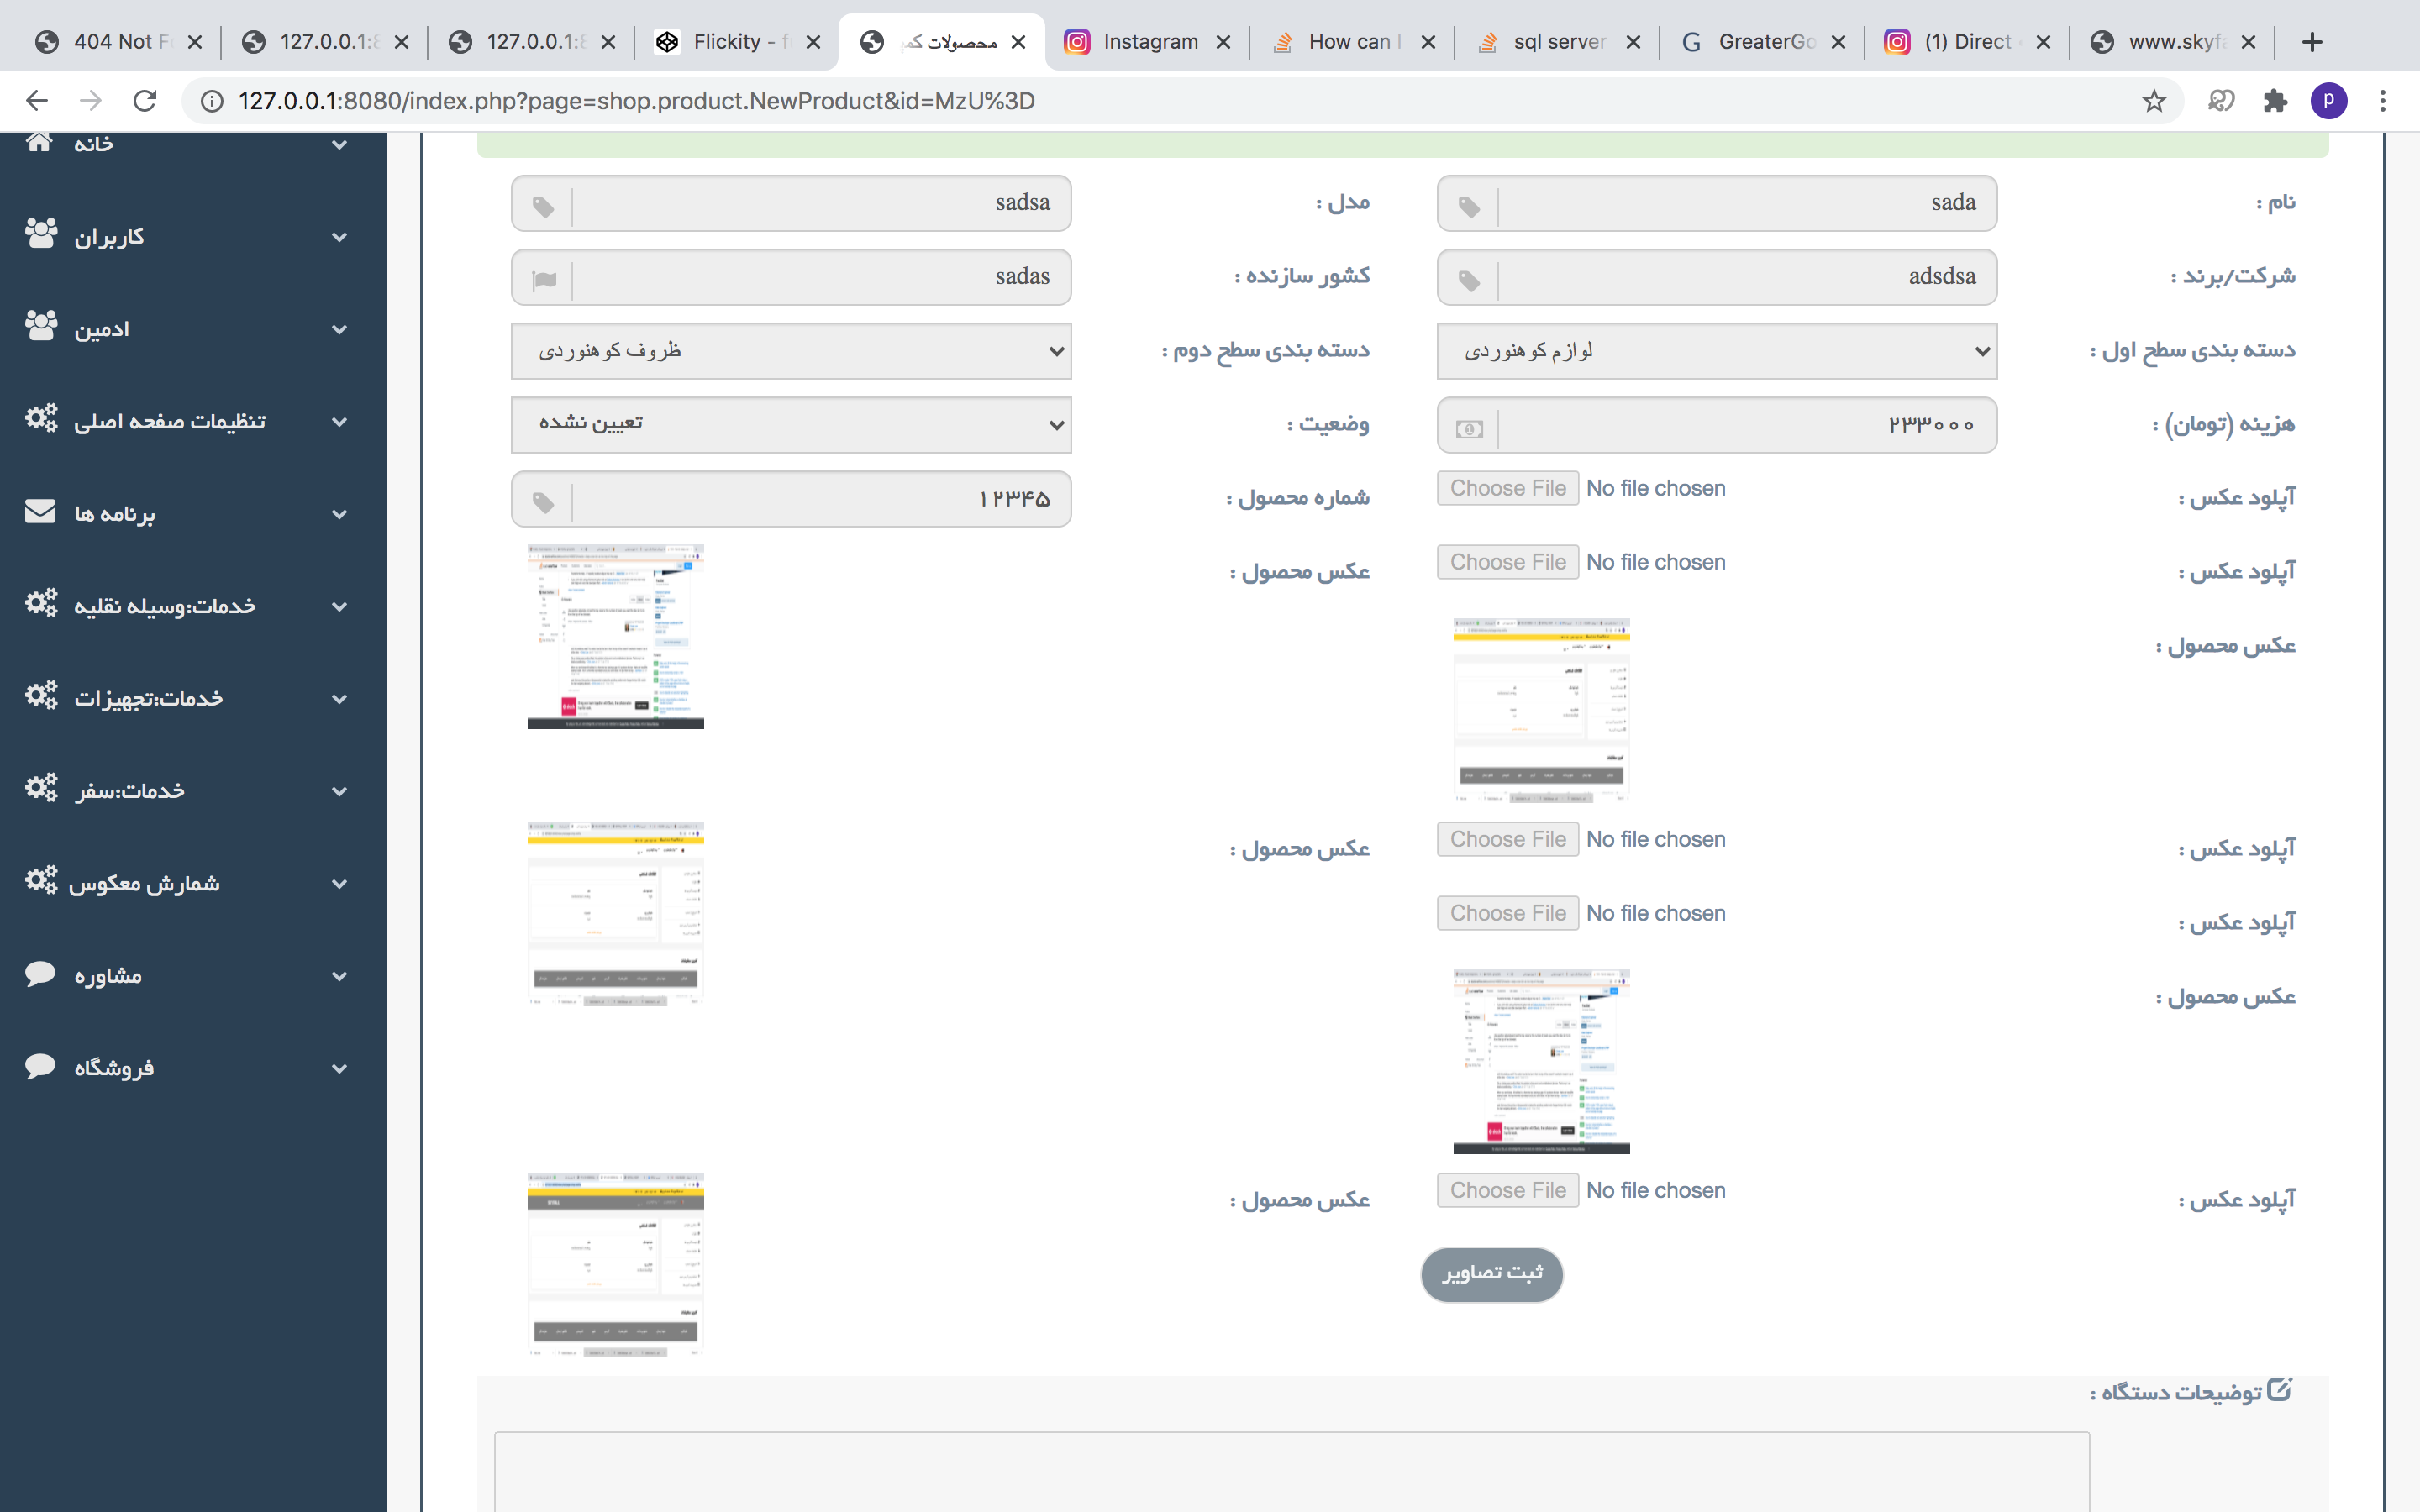 404 Not F
127.0.0.1:8
127.0.0.1:8
Flickity - f
محصولات کمپ
Instagram
How can I
sql server
GreaterGo
(1) Direct
www.skyfa
127.0.0.1:8080/index.php?page=shop.product.NewProduct&id=MzU%3D
p
خانه
کاربران
ادمین
تنظیمات صفحه اصلی
برنامه ها
خدمات:وسیله نقلیه
خدمات:تجهیزات
خدمات:سفر
شمارش معکوس
مشاوره
فروشگاه
نام : sada
مدل : sadsa
شرکت/برند : adsdsa
کشور سازنده : sadas
دسته بندی سطح اول : لوازم کوهنوردی
دسته بندی سطح دوم : ظروف کوهنوردی
هزینه (تومان) : ۲۳۳۰۰۰
وضعیت : تعیین نشده
آپلود عکس : Choose File No file chosen
شماره محصول : ۱۲۳۴۵
آپلود عکس : Choose File No file chosen
عکس محصول :
عکس محصول :
آپلود عکس : Choose File No file chosen
عکس محصول :
آپلود عکس : Choose File No file chosen
عکس محصول :
آپلود عکس : Choose File No file chosen
عکس محصول :
ثبت تصاویر
توضیحات دستگاه :